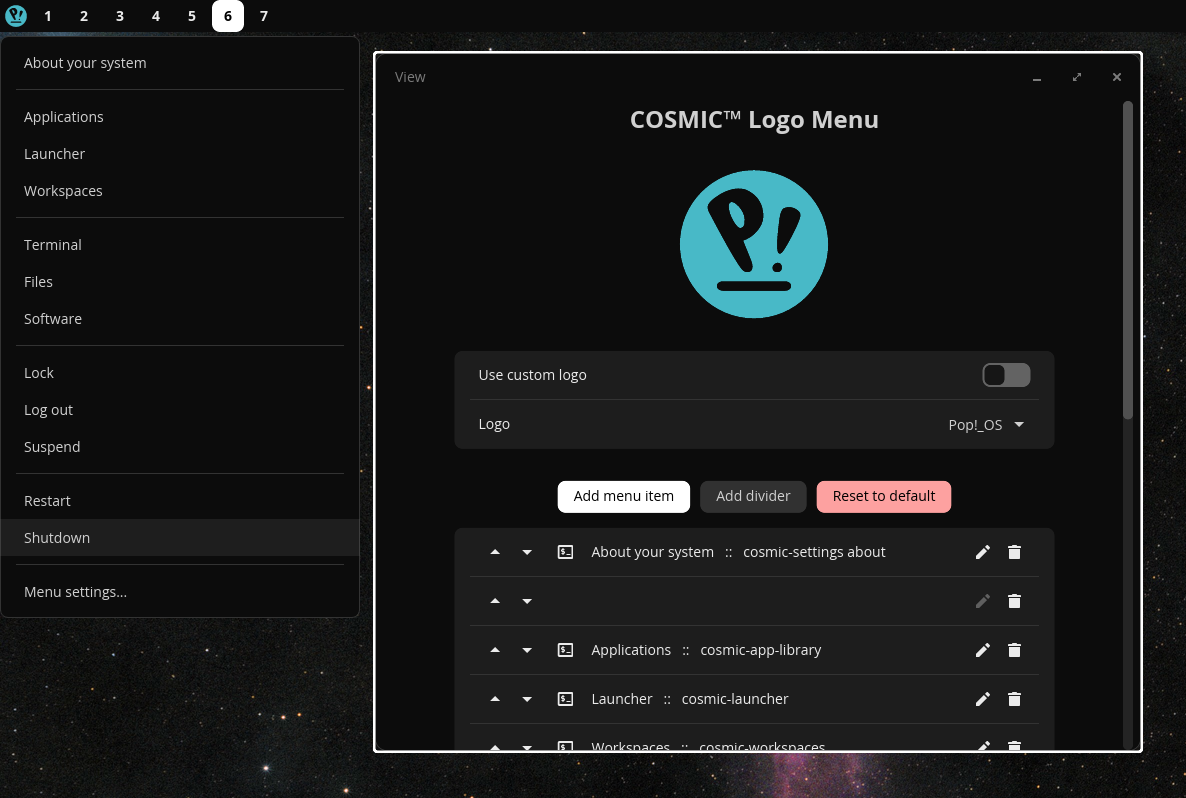 1 2 3 4 5 6 7
About your system
Applications
Launcher
Workspaces
Terminal
Files
Software
Lock
Log out
Suspend
Restart
Shutdown
Menu settings...
View
COSMIC™ Logo Menu
P!
Use custom logo
Logo Pop!_OS
Add menu item Add divider Reset to default
About your system :: cosmic-settings about
Applications :: cosmic-app-library
Launcher :: cosmic-launcher
Workspaces :: cosmic-workspaces